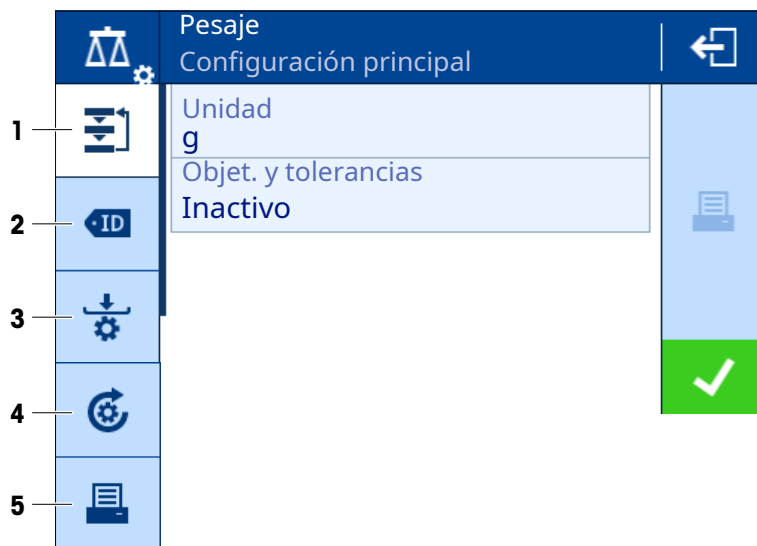 Pesaje
Configuración principal
1
Unidad
g
Objet. y tolerancias
Inactivo
2
ID
3
4
5